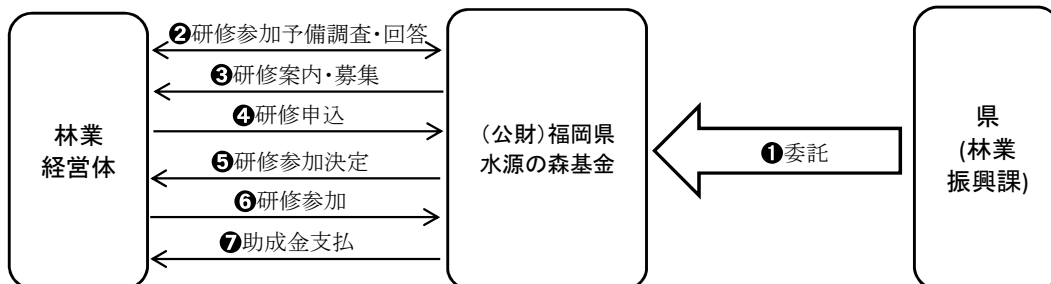 林業
経営体
❷研修参加予備調査・回答
❸研修案内・募集
❹研修申込
❺研修参加決定
❻研修参加
❼助成金支払
(公財)福岡県
水源の森基金
❶委託
県
(林業
振興課)